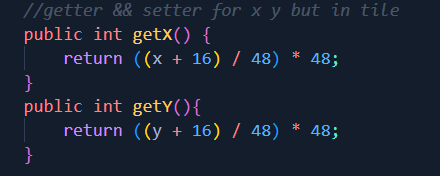 //getter && setter for x y but in tile
public int getX() {
return ((x + 16) / 48) * 48;
}
public int getY(){
return ((y + 16) / 48) * 48;
}